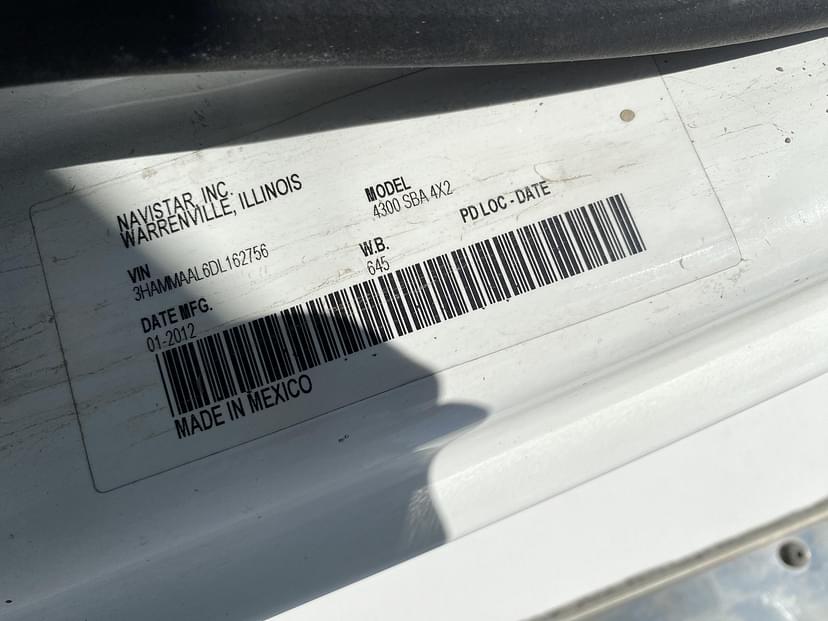 NAVISTAR, INC.
WARRENVILLE, ILLINOIS
MODEL
4300 SBA 4X2
VIN
3HAMMAAL6DL162756
W.B.
645
PD LOC - DATE
DATE MFG.
01-2012
MADE IN MEXICO